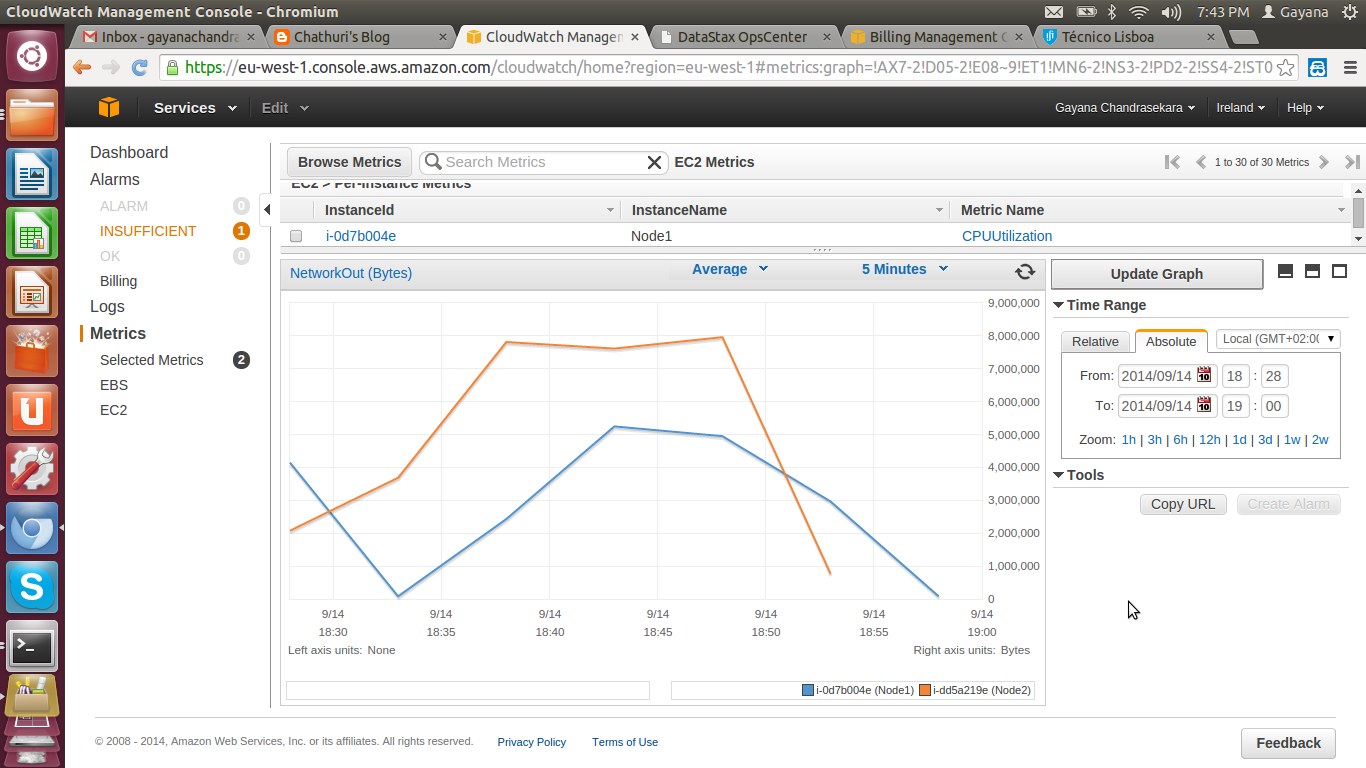 CloudWatch Management Console - Chromium
7:43 PM Gayana
Inbox - gayanachandra
Chathuri's Blog
CloudWatch Managem
DataStax OpsCenter
Billing Management C
Técnico Lisboa
https://eu-west-1.console.aws.amazon.com/cloudwatch/home?region=eu-west-1#metrics:graph=!AX7-2!D05-2!E08~9!ET1!MN6-2!NS3-2!PD2-2!SS4-2!ST0
Services Edit
Gayana Chandrasekara Ireland Help
Dashboard
Alarms
ALARM 0
INSUFFICIENT 1
OK 0
Billing
Logs
Metrics
Selected Metrics 2
EBS
EC2
Browse Metrics Search Metrics EC2 Metrics 1 to 30 of 30 Metrics
EC2 > Per-Instance Metrics
InstanceId InstanceName Metric Name
i-0d7b004e Node1 CPUUtilization
NetworkOut (Bytes) Average 5 Minutes
9,000,000
8,000,000
7,000,000
6,000,000
5,000,000
4,000,000
3,000,000
2,000,000
1,000,000
0
9/14 9/14 9/14 9/14 9/14 9/14 9/14
18:30 18:35 18:40 18:45 18:50 18:55 19:00
Left axis units: None Right axis units: Bytes
i-0d7b004e (Node1) i-dd5a219e (Node2)
Update Graph
Time Range
Relative Absolute Local (GMT+02:00
From: 2014/09/14 10 18 : 28
To: 2014/09/14 10 19 : 00
Zoom: 1h | 3h | 6h | 12h | 1d | 3d | 1w | 2w
Tools
Copy URL Create Alarm
© 2008 - 2014, Amazon Web Services, Inc. or its affiliates. All rights reserved. Privacy Policy Terms of Use
Feedback